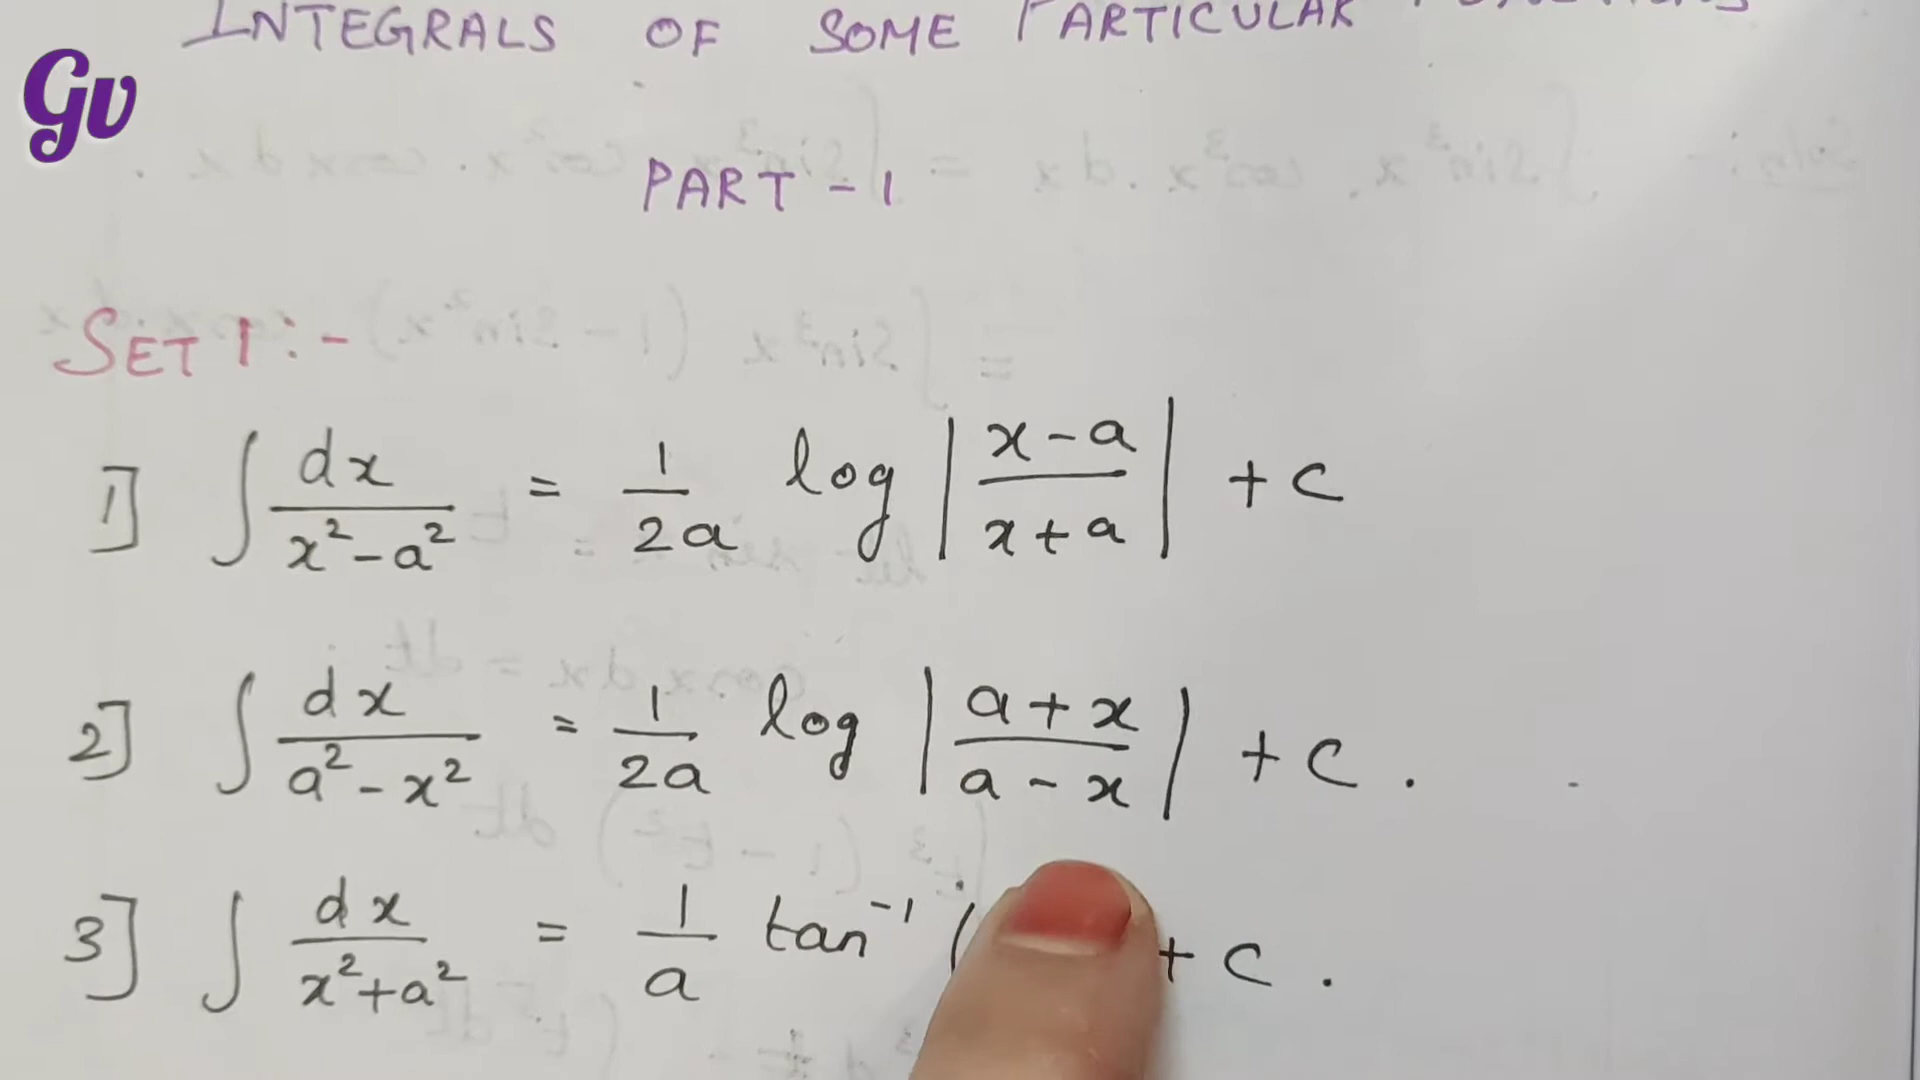 INTEGRALS OF SOME PARTICULAR FUNCTIONS
Gv
PART - 1
SET 1 :-
1] ∫ dx / (x² - a²) = 1/2a log |(x - a)/(x + a)| + c
2] ∫ dx / (a² - x²) = 1/2a log |(a + x)/(a - x)| + c .
3] ∫ dx / (x² + a²) = 1/a tan⁻¹ ( + c .